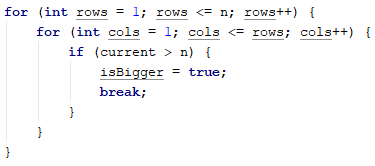 for (int rows = 1; rows <= n; rows++) {
    for (int cols = 1; cols <= rows; cols++) {
        if (current > n) {
            isBigger = true;
            break;
        }
    }
}